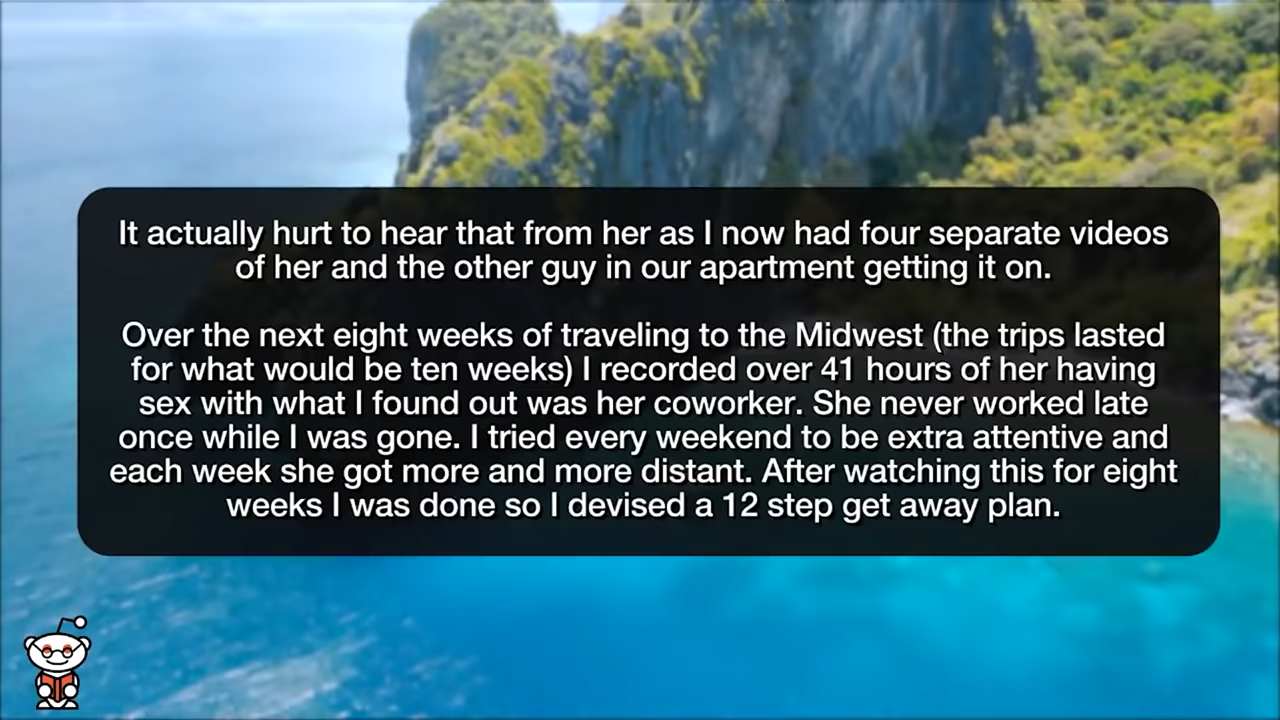 It actually hurt to hear that from her as I now had four separate videos
of her and the other guy in our apartment getting it on.
Over the next eight weeks of traveling to the Midwest (the trips lasted
for what would be ten weeks) I recorded over 41 hours of her having
sex with what I found out was her coworker. She never worked late
once while I was gone. I tried every weekend to be extra attentive and
each week she got more and more distant. After watching this for eight
weeks I was done so I devised a 12 step get away plan.